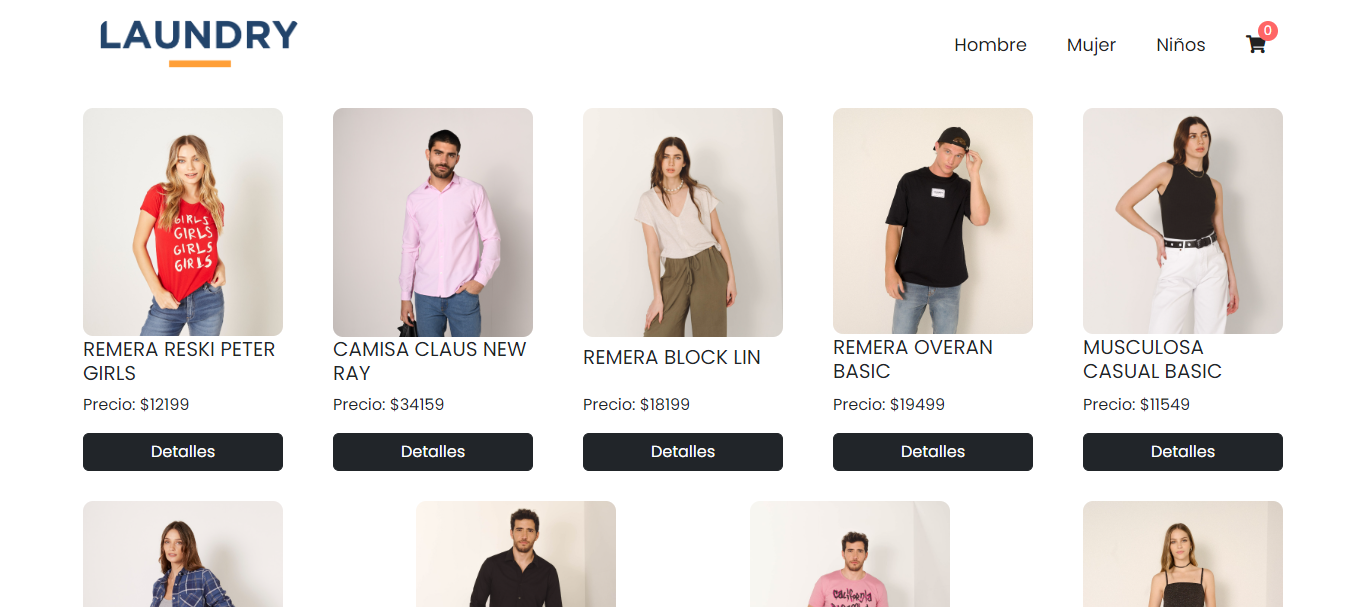 LAUNDRY
Hombre Mujer Niños 0
GIRLS
GIRLS
GIRLS
GIRLS
REMERA RESKI PETER
GIRLS
Precio: $12199
Detalles
CAMISA CLAUS NEW
RAY
Precio: $34159
Detalles
REMERA BLOCK LIN
Precio: $18199
Detalles
REMERA OVERAN
BASIC
Precio: $19499
Detalles
MUSCULOSA
CASUAL BASIC
Precio: $11549
Detalles
California